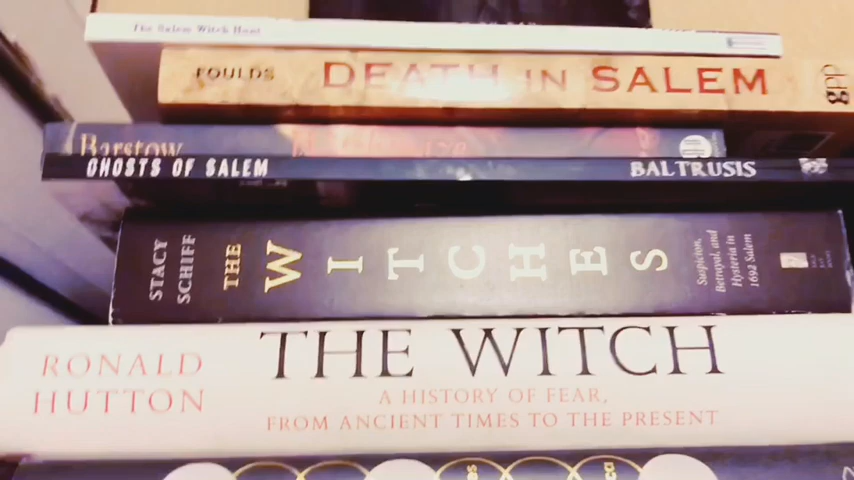 The Salem Witch Hunt
FOULDS DEATH IN SALEM
Barstow
GHOSTS OF SALEM BALTRUSIS
STACY
SCHIFF
THE
WITCHES
Suspicion,
Betrayal, and
Hysteria in
1692 Salem
RONALD
HUTTON
THE WITCH
A HISTORY OF FEAR,
FROM ANCIENT TIMES TO THE PRESENT